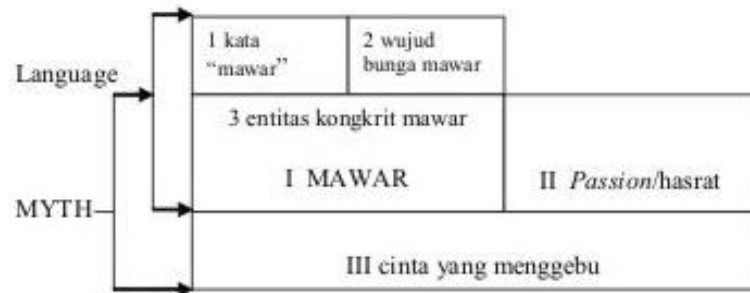 1 kata
“mawar”
2 wujud
bunga mawar
Language
3 entitas kongkrit mawar
I MAWAR
II Passion/hasrat
MYTH
III cinta yang menggebu